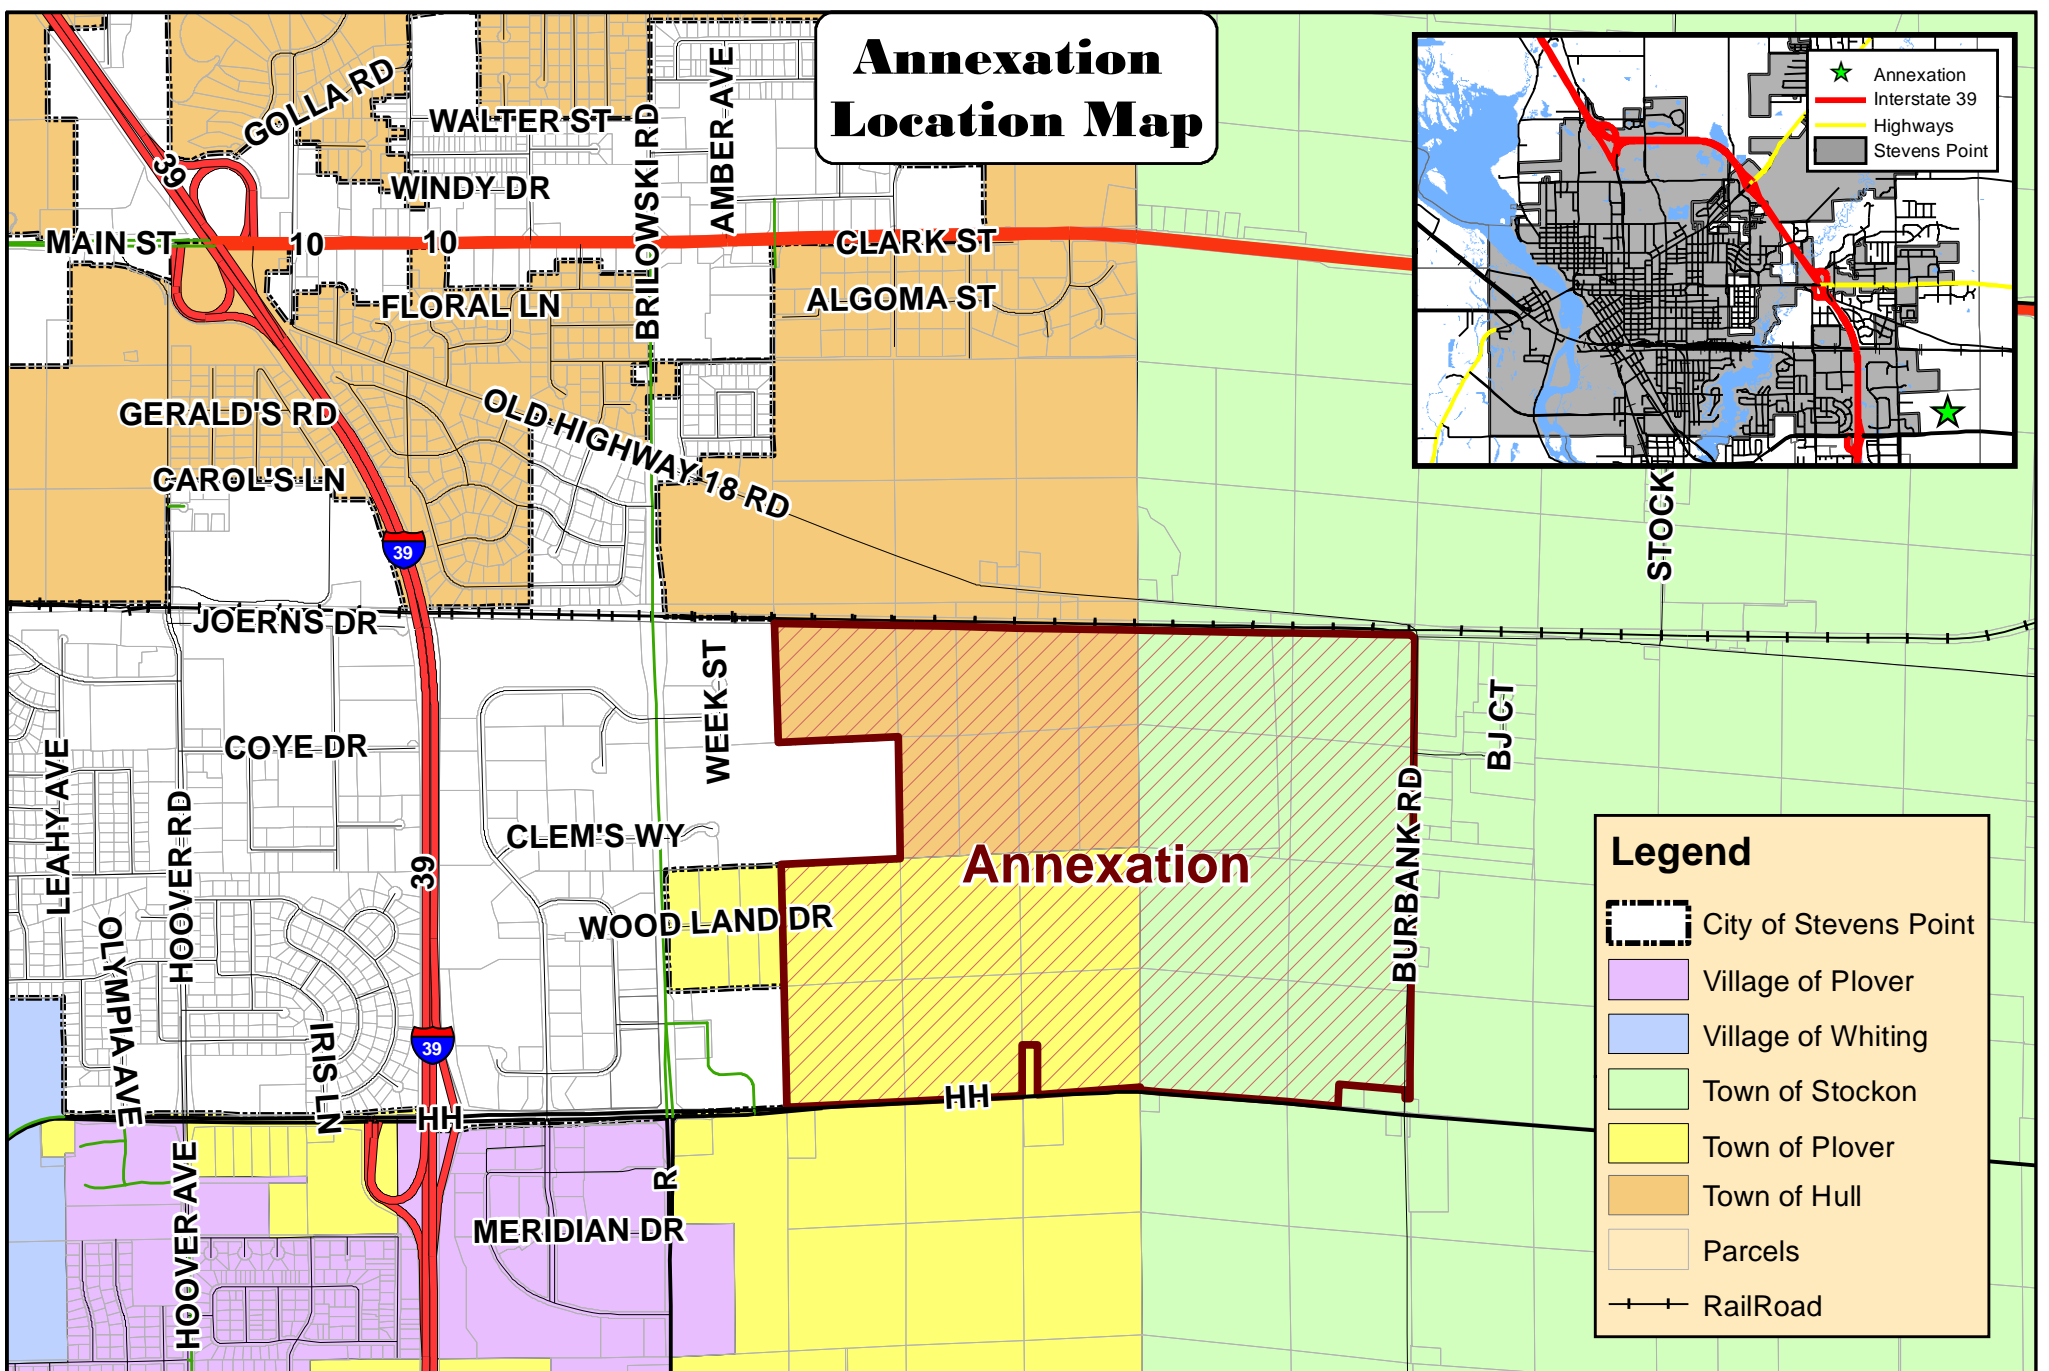 Annexation
Location Map
Annexation
Interstate 39
Highways
Stevens Point
GOLLA RD
WALTER ST
WINDY DR
BRILOWSKI RD
AMBER AVE
39
MAIN ST
10
10
CLARK ST
FLORAL LN
ALGOMA ST
GERALD'S RD
OLD HIGHWAY 18 RD
CAROL'S LN
39
STOCK
JOERNS DR
WEEK ST
BJ CT
COYE DR
LEAHY AVE
HOOVER RD
CLEM'S WY
39
Annexation
BURBANK RD
WOOD LAND DR
OLYMPIA AVE
IRIS LN
39
HH
HH
HOOVER AVE
R
MERIDIAN DR
Legend
City of Stevens Point
Village of Plover
Village of Whiting
Town of Stockon
Town of Plover
Town of Hull
Parcels
RailRoad